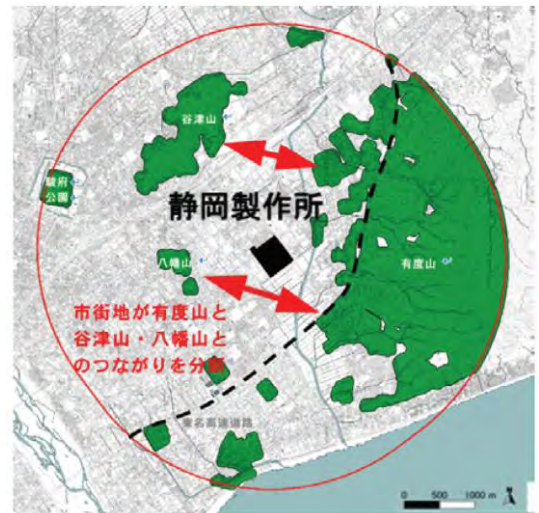 谷津山
駿府
公園
静岡製作所
八幡山
有度山
市街地が有度山と
谷津山・八幡山と
のつながりを分断
東名高速道路
0 500 1000 m